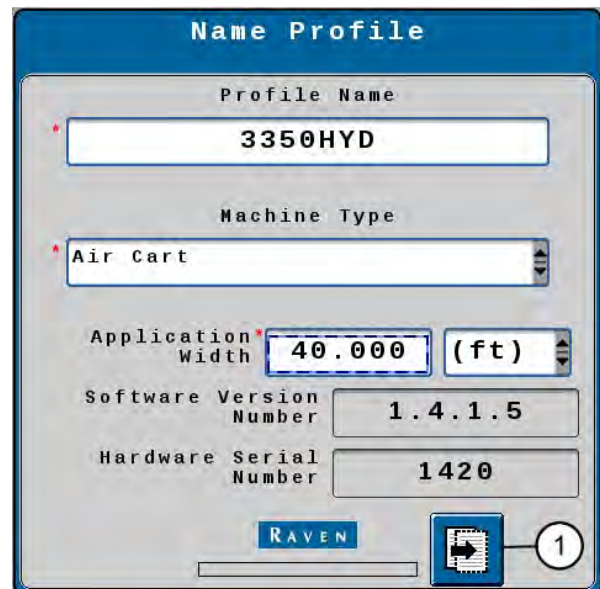 Name Profile
Profile Name
*
3350HYD
Machine Type
*
Air Cart
Application*
Width
40.000
(ft)
Software Version
Number
1.4.1.5
Hardware Serial
Number
1420
RAVEN
1